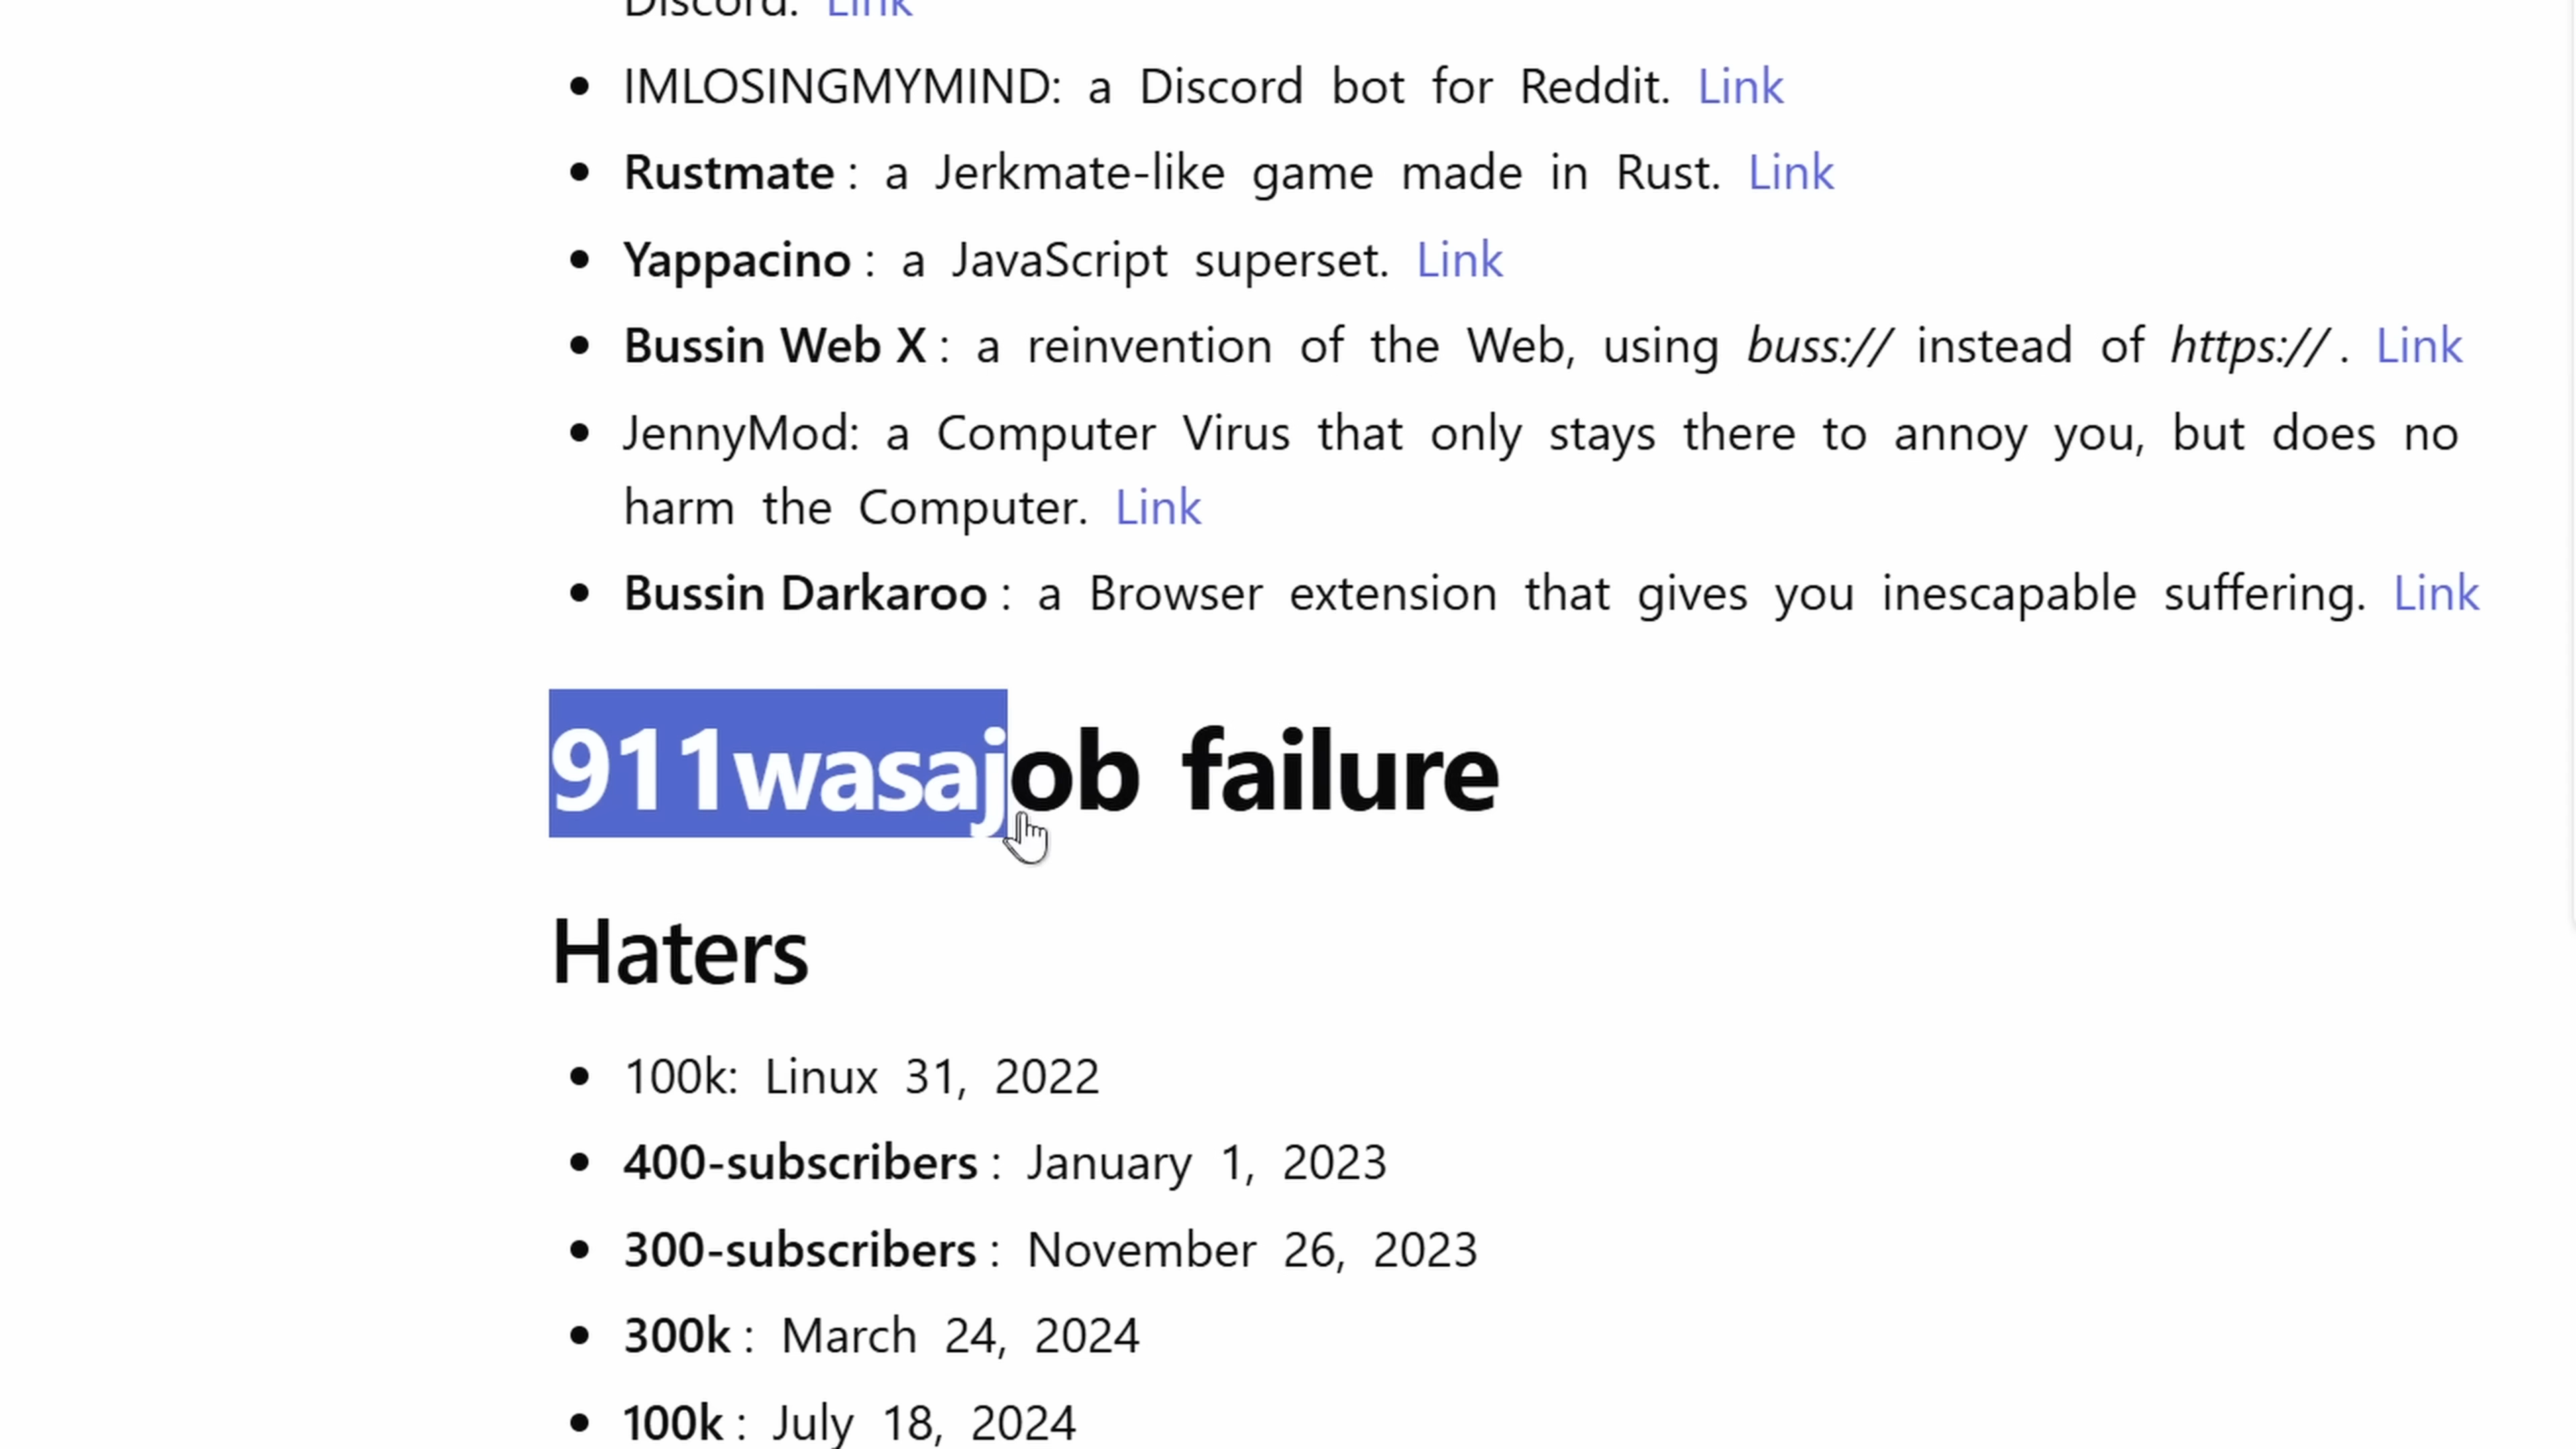 Discord. Link
IMLOSINGMYMIND: a Discord bot for Reddit. Link
Rustmate : a Jerkmate-like game made in Rust. Link
Yappacino : a JavaScript superset. Link
Bussin Web X : a reinvention of the Web, using buss:// instead of https:// . Link
JennyMod: a Computer Virus that only stays there to annoy you, but does no
harm the Computer. Link
Bussin Darkaroo : a Browser extension that gives you inescapable suffering. Link
911wasajob failure
Haters
100k: Linux 31, 2022
400-subscribers : January 1, 2023
300-subscribers : November 26, 2023
300k : March 24, 2024
100k : July 18, 2024